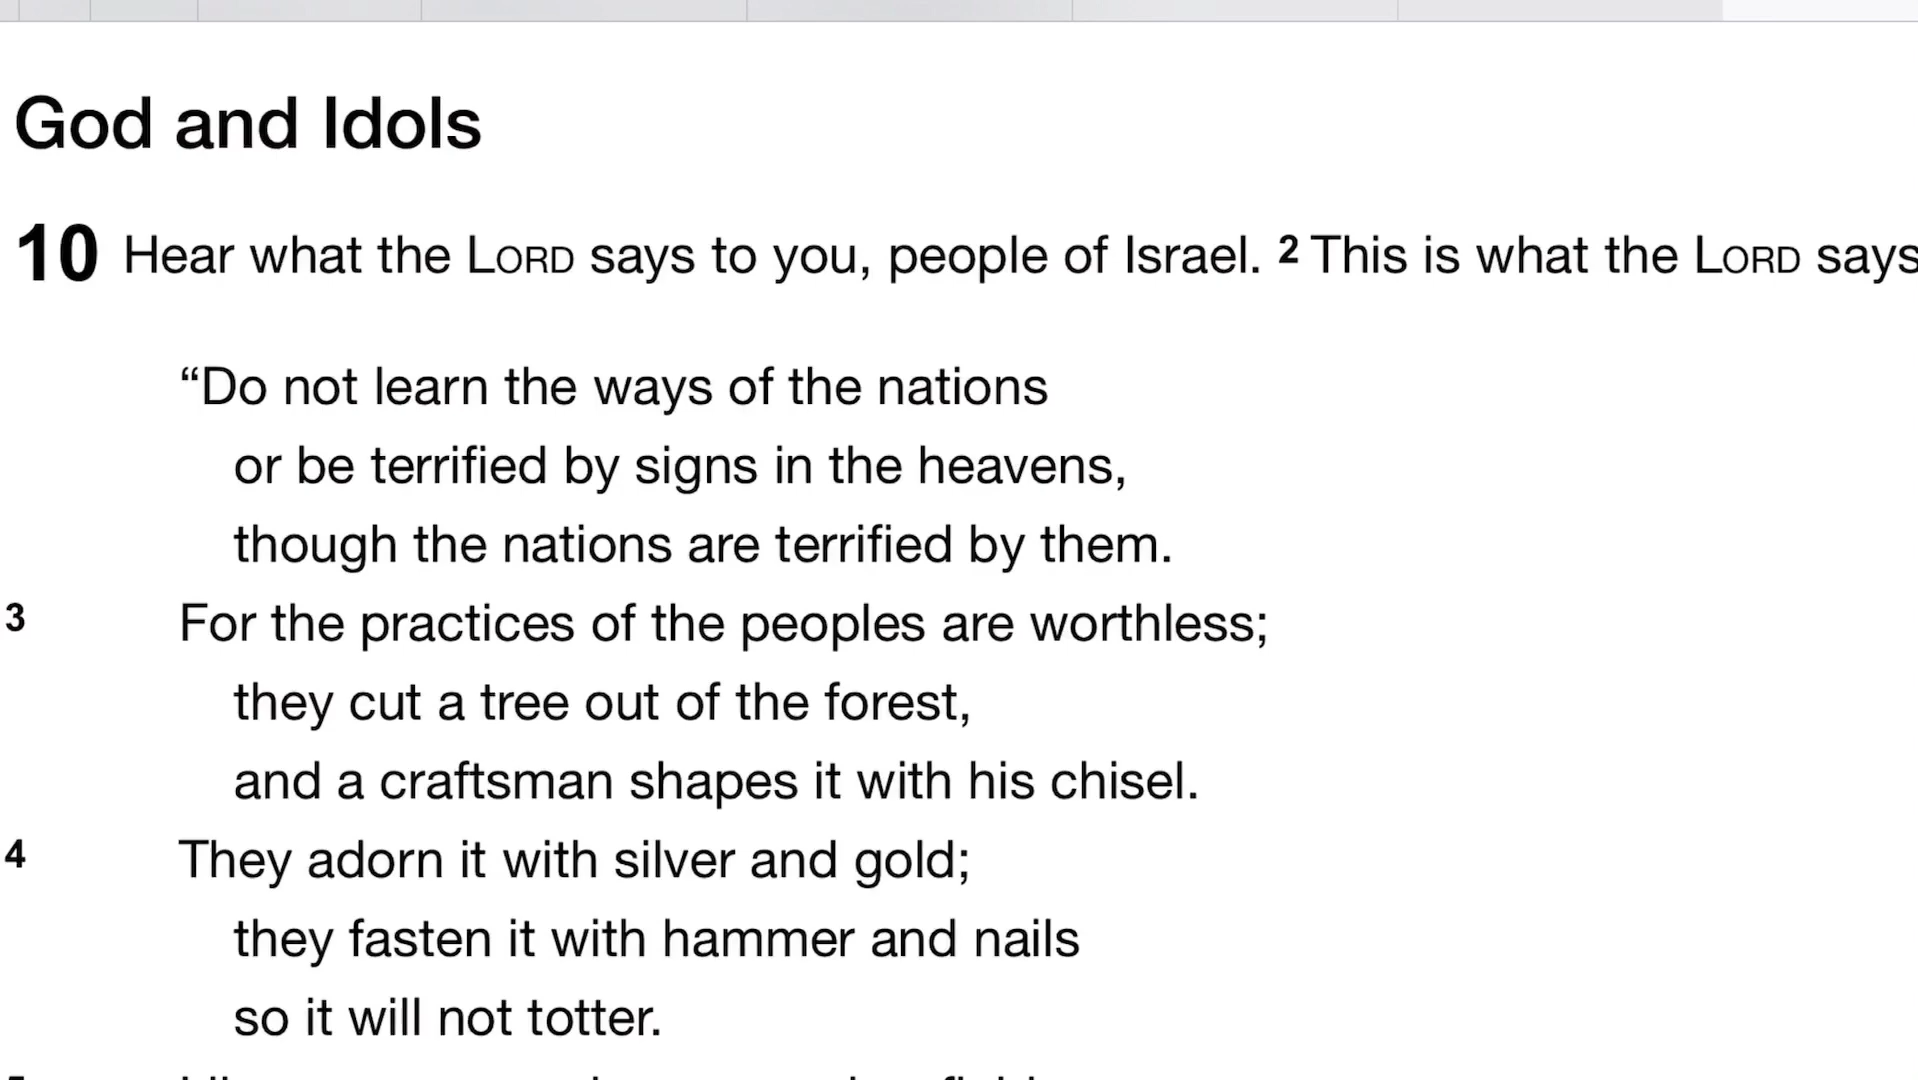 God and Idols
10 Hear what the LORD says to you, people of Israel. 2 This is what the LORD says
“Do not learn the ways of the nations
or be terrified by signs in the heavens,
though the nations are terrified by them.
3 For the practices of the peoples are worthless;
they cut a tree out of the forest,
and a craftsman shapes it with his chisel.
4 They adorn it with silver and gold;
they fasten it with hammer and nails
so it will not totter.